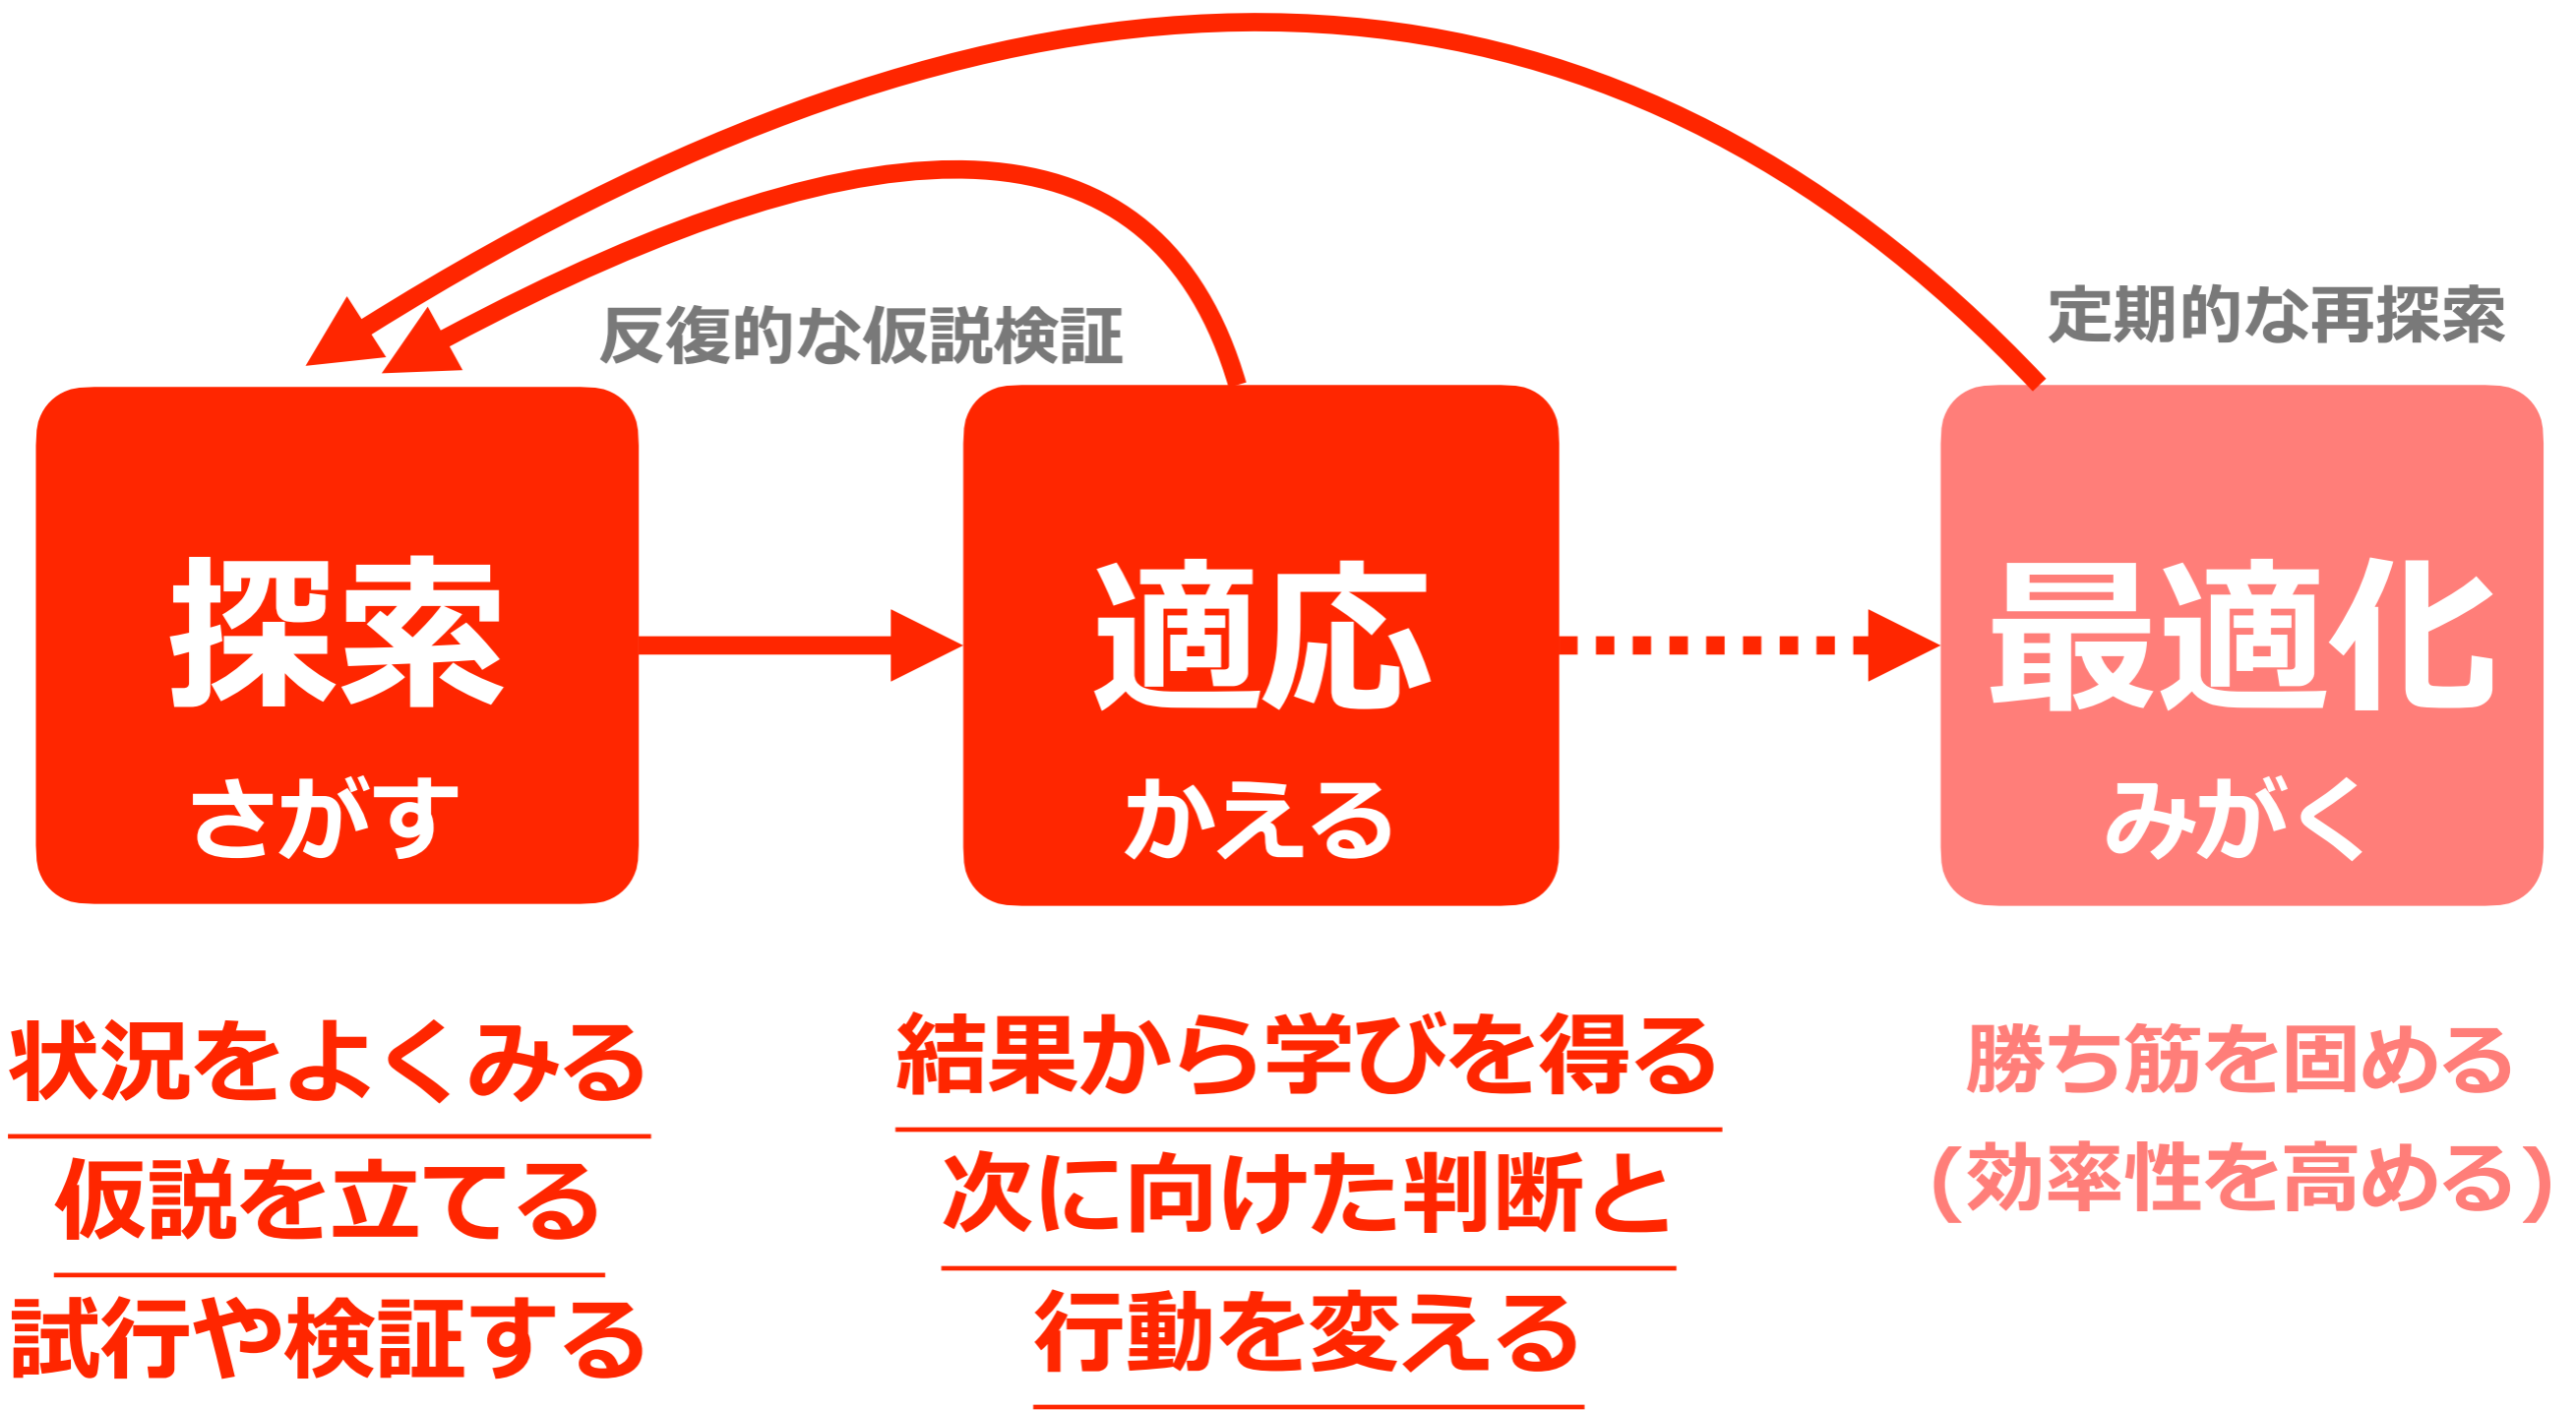 反復的な仮説検証
定期的な再探索
探索
さがす
適応
かえる
最適化
みがく
状況をよくみる
仮説を立てる
試行や検証する
結果から学びを得る
次に向けた判断と
行動を変える
勝ち筋を固める
(効率性を高める)